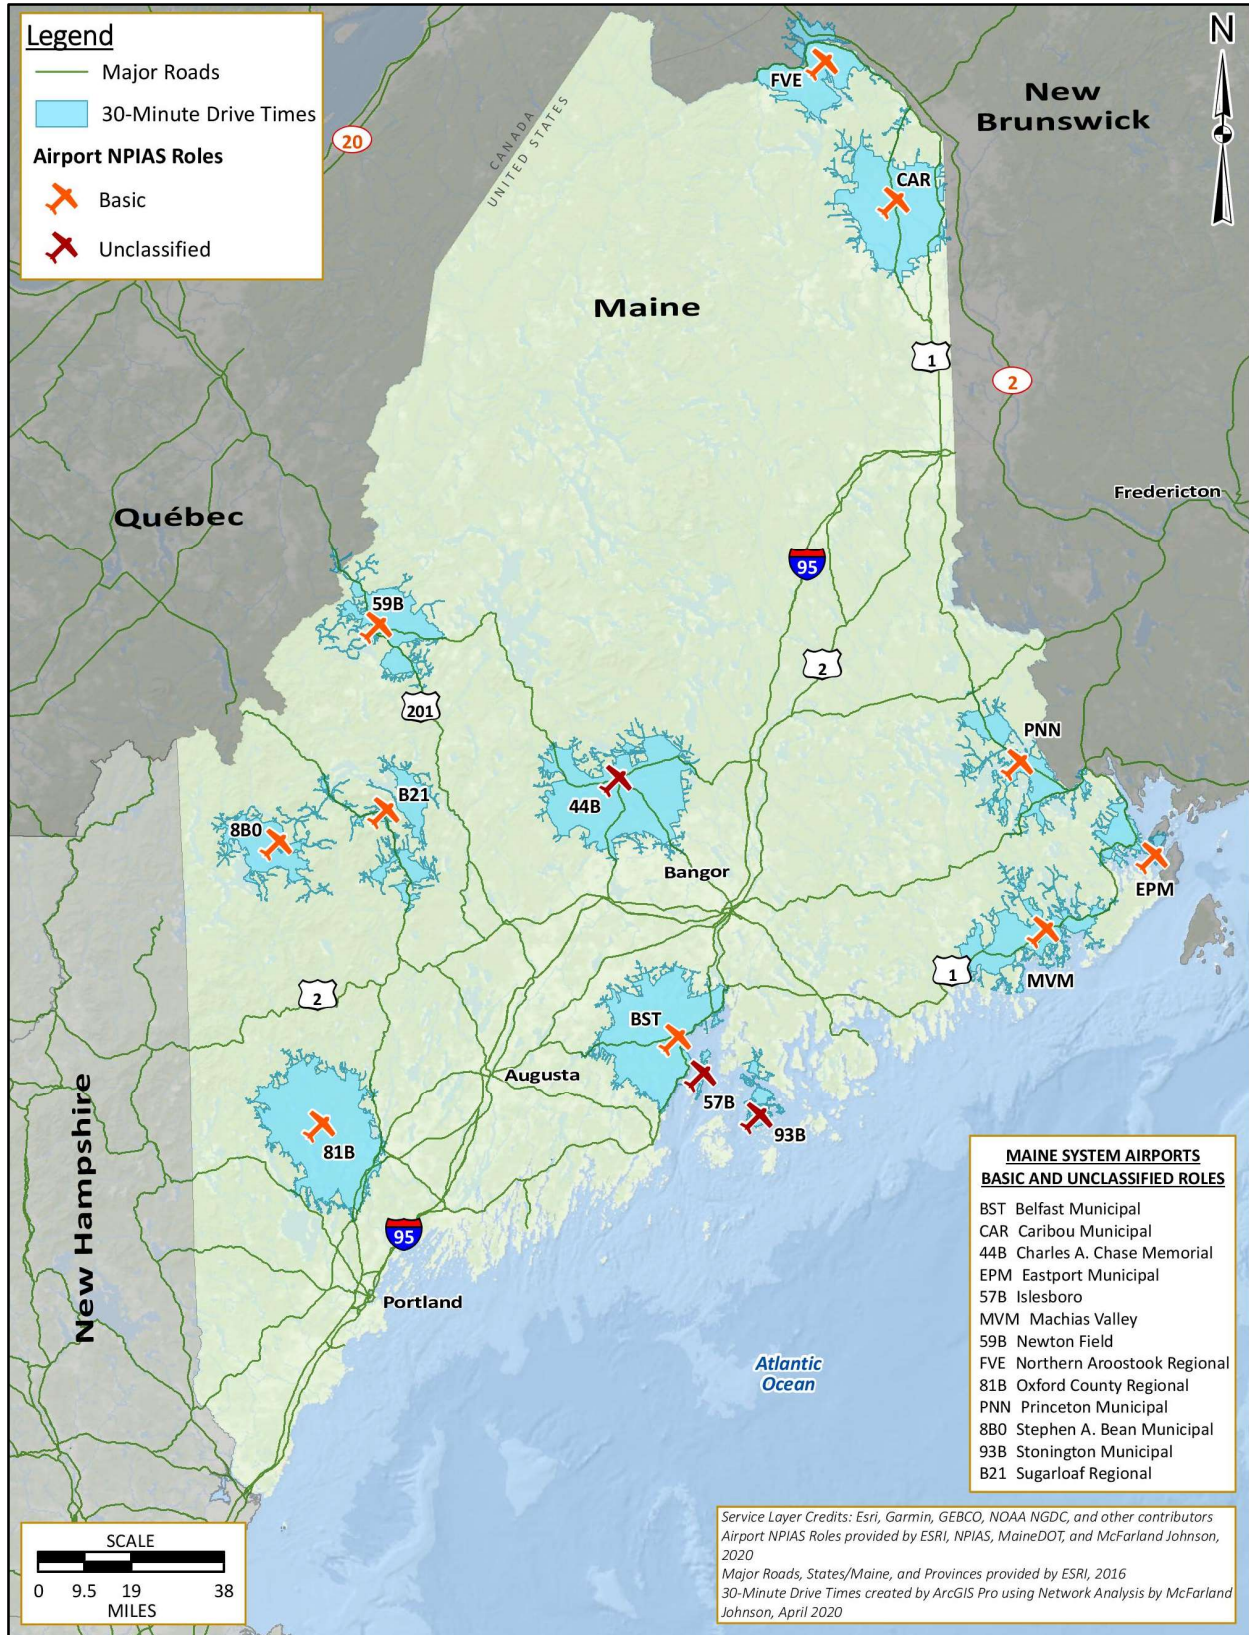 Legend
Major Roads
30-Minute Drive Times
Airport NPIAS Roles
Basic
Unclassified
N
20
CANADA
UNITED STATES
FVE
New
Brunswick
CAR
Maine
1
2
Fredericton
Québec
95
59B
2
201
PNN
44B
B21
8B0
Bangor
EPM
1
MVM
2
BST
Augusta
57B
93B
81B
New Hampshire
95
Portland
Atlantic
Ocean
MAINE SYSTEM AIRPORTS
BASIC AND UNCLASSIFIED ROLES
BST Belfast Municipal
CAR Caribou Municipal
44B Charles A. Chase Memorial
EPM Eastport Municipal
57B Islesboro
MVM Machias Valley
59B Newton Field
FVE Northern Aroostook Regional
81B Oxford County Regional
PNN Princeton Municipal
8B0 Stephen A. Bean Municipal
93B Stonington Municipal
B21 Sugarloaf Regional
SCALE
0 9.5 19 38
MILES
Service Layer Credits: Esri, Garmin, GEBCO, NOAA NGDC, and other contributors
Airport NPIAS Roles provided by ESRI, NPIAS, MaineDOT, and McFarland Johnson,
2020
Major Roads, States/Maine, and Provinces provided by ESRI, 2016
30-Minute Drive Times created by ArcGIS Pro using Network Analysis by McFarland
Johnson, April 2020